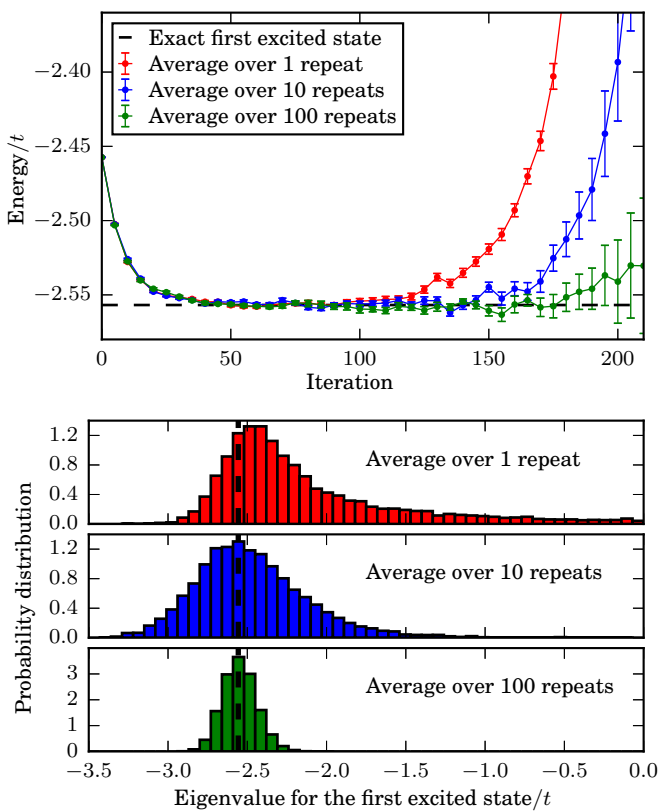 Exact first excited state
Average over 1 repeat
Average over 10 repeats
Average over 100 repeats
Energy/t
−2.40
−2.45
−2.50
−2.55
0 50 100 150 200
Iteration
Probability distribution
1.2
0.8
0.4
0.0
Average over 1 repeat
1.2
0.8
0.4
0.0
Average over 10 repeats
3
2
1
0
Average over 100 repeats
−3.5 −3.0 −2.5 −2.0 −1.5 −1.0 −0.5 0.0
Eigenvalue for the first excited state/t